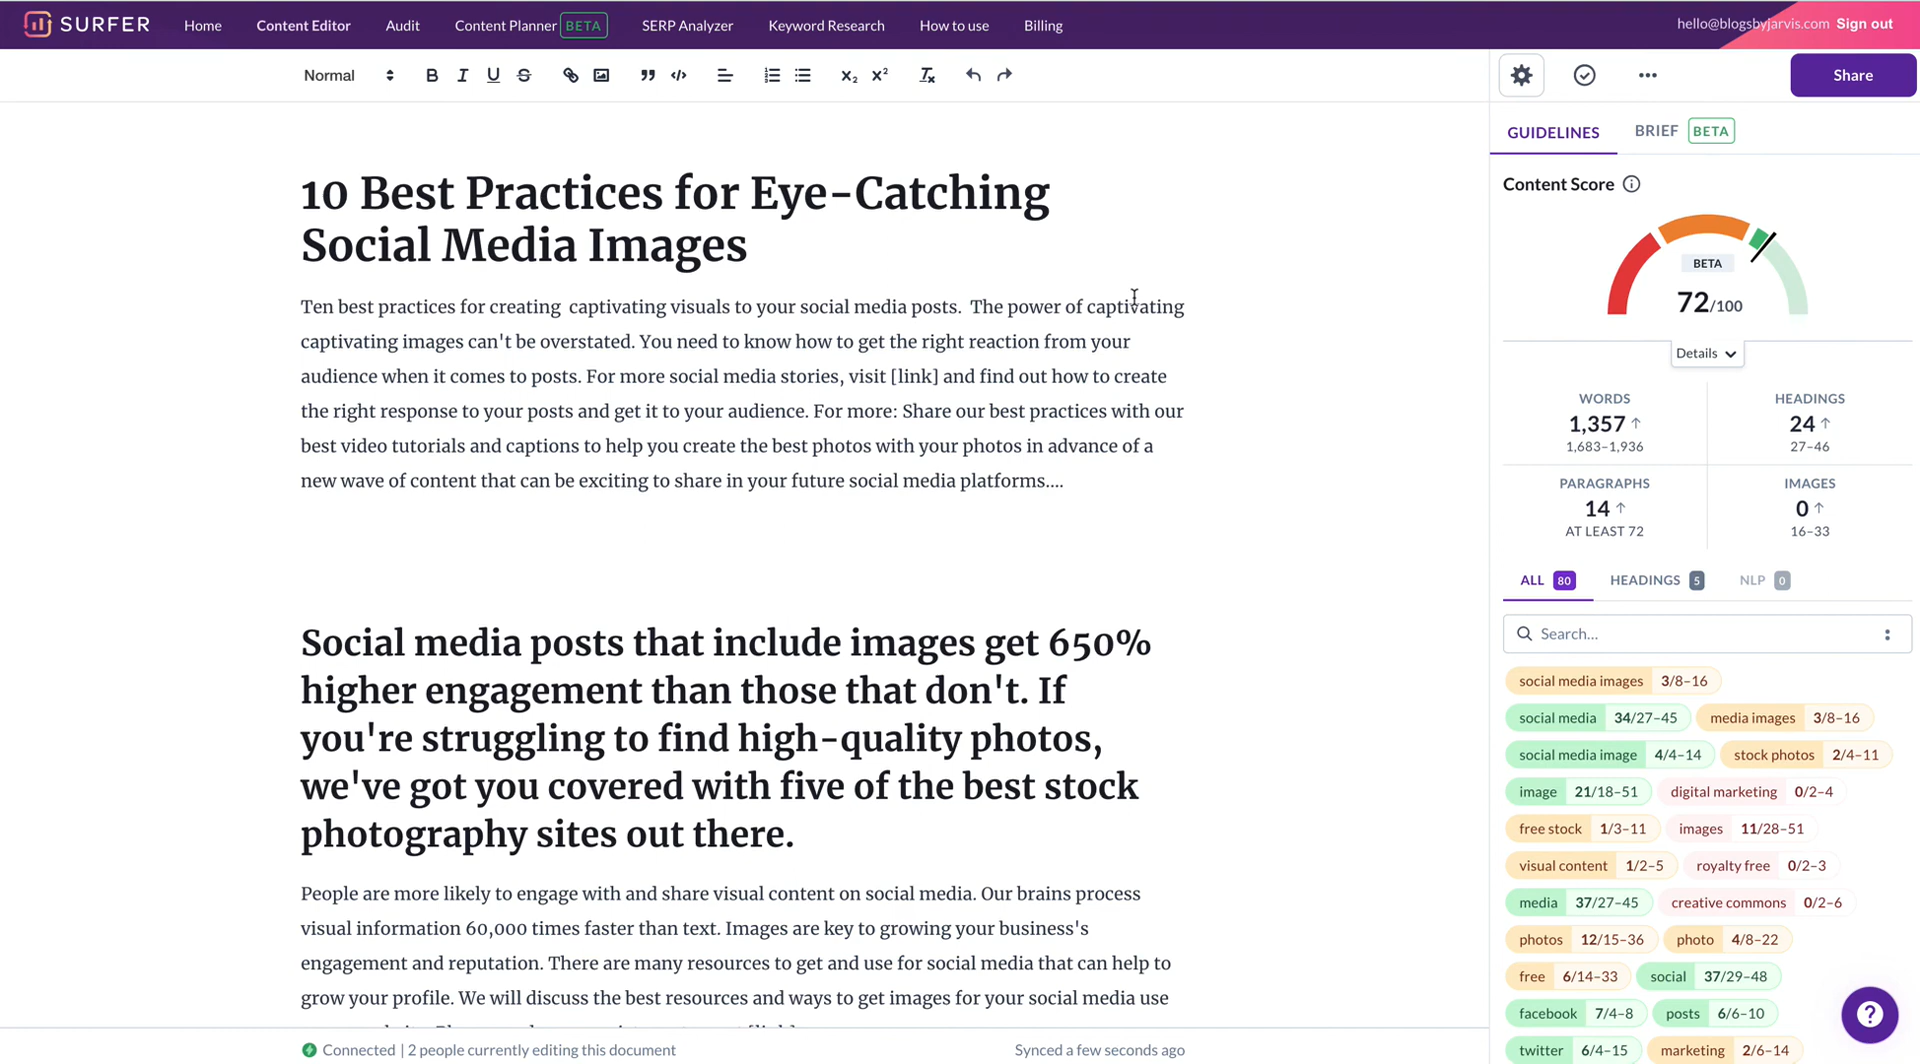 SURFER Home Content Editor Audit Content Planner BETA SERP Analyzer Keyword Research How to use Billing hello@blogsbyjarvis.com Sign out
Normal B I U S Share
GUIDELINES BRIEF BETA
Content Score
BETA
72/100
Details
WORDS HEADINGS
1,357 ↑ 24 ↑
1,683–1,936 27–46
PARAGRAPHS IMAGES
14 ↑ 0 ↑
AT LEAST 72 16–33
ALL 80 HEADINGS 5 NLP 0
Search...
social media images 3/8–16
social media 34/27–45 media images 3/8–16
social media image 4/4–14 stock photos 2/4–11
image 21/18–51 digital marketing 0/2–4
free stock 1/3–11 images 11/28–51
visual content 1/2–5 royalty free 0/2–3
media 37/27–45 creative commons 0/2–6
photos 12/15–36 photo 4/8–22
free 6/14–33 social 37/29–48
facebook 7/4–8 posts 6/6–10
twitter 6/4–15 marketing 2/6–14
10 Best Practices for Eye-Catching
Social Media Images
Ten best practices for creating captivating visuals to your social media posts. The power of captivating
captivating images can't be overstated. You need to know how to get the right reaction from your
audience when it comes to posts. For more social media stories, visit [link] and find out how to create
the right response to your posts and get it to your audience. For more: Share our best practices with our
best video tutorials and captions to help you create the best photos with your photos in advance of a
new wave of content that can be exciting to share in your future social media platforms....
Social media posts that include images get 650%
higher engagement than those that don't. If
you're struggling to find high-quality photos,
we've got you covered with five of the best stock
photography sites out there.
People are more likely to engage with and share visual content on social media. Our brains process
visual information 60,000 times faster than text. Images are key to growing your business's
engagement and reputation. There are many resources to get and use for social media that can help to
grow your profile. We will discuss the best resources and ways to get images for your social media use
Connected | 2 people currently editing this document Synced a few seconds ago